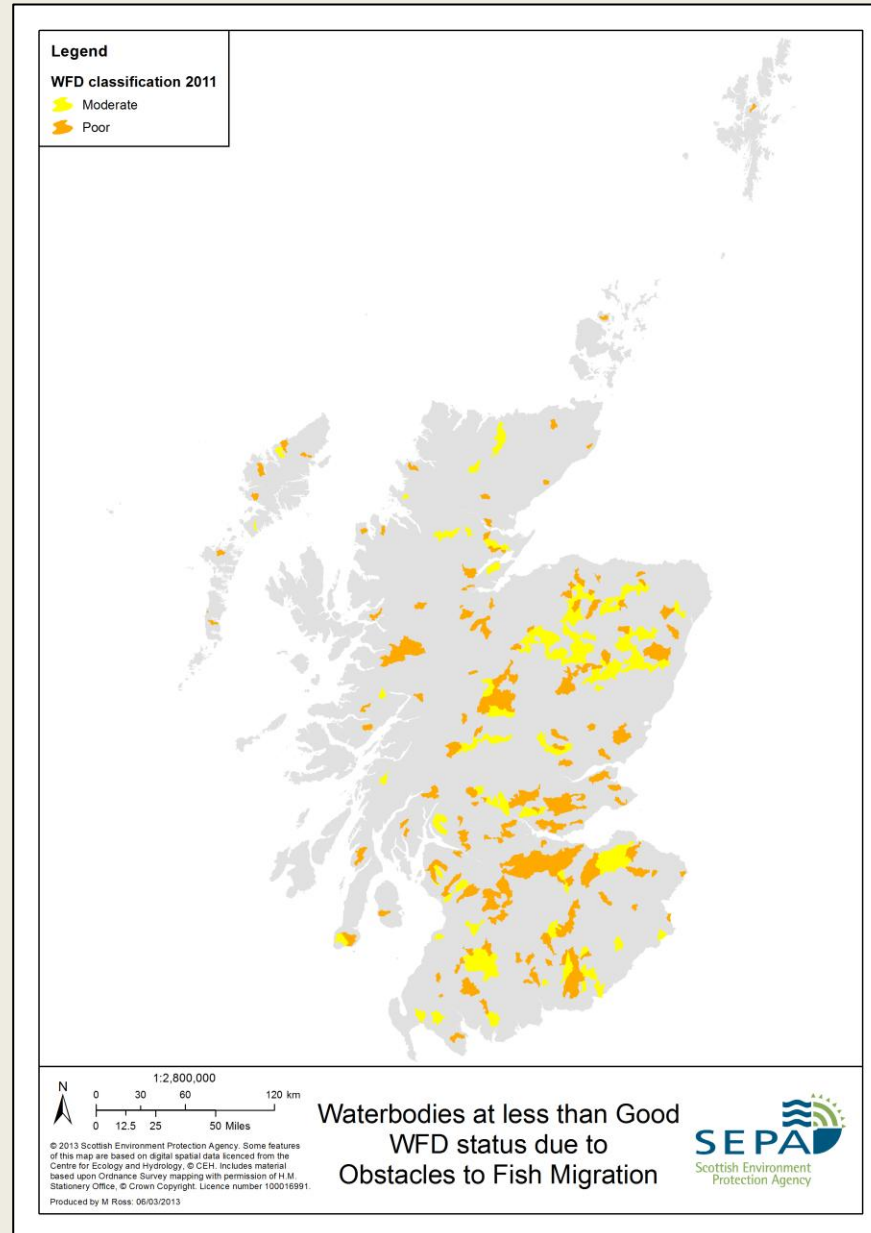 Legend
WFD classification 2011
Moderate
Poor
N
1:2,800,000
0 30 60 120 km
0 12.5 25 50 Miles
© 2013 Scottish Environment Protection Agency. Some features
of this map are based on digital spatial data licenced from the
Centre for Ecology and Hydrology, © CEH. Includes material
based upon Ordnance Survey mapping with permission of H.M.
Stationery Office, © Crown Copyright. Licence number 100016991.
Produced by M Ross: 06/03/2013
Waterbodies at less than Good
WFD status due to
Obstacles to Fish Migration
SEPA
Scottish Environment
Protection Agency